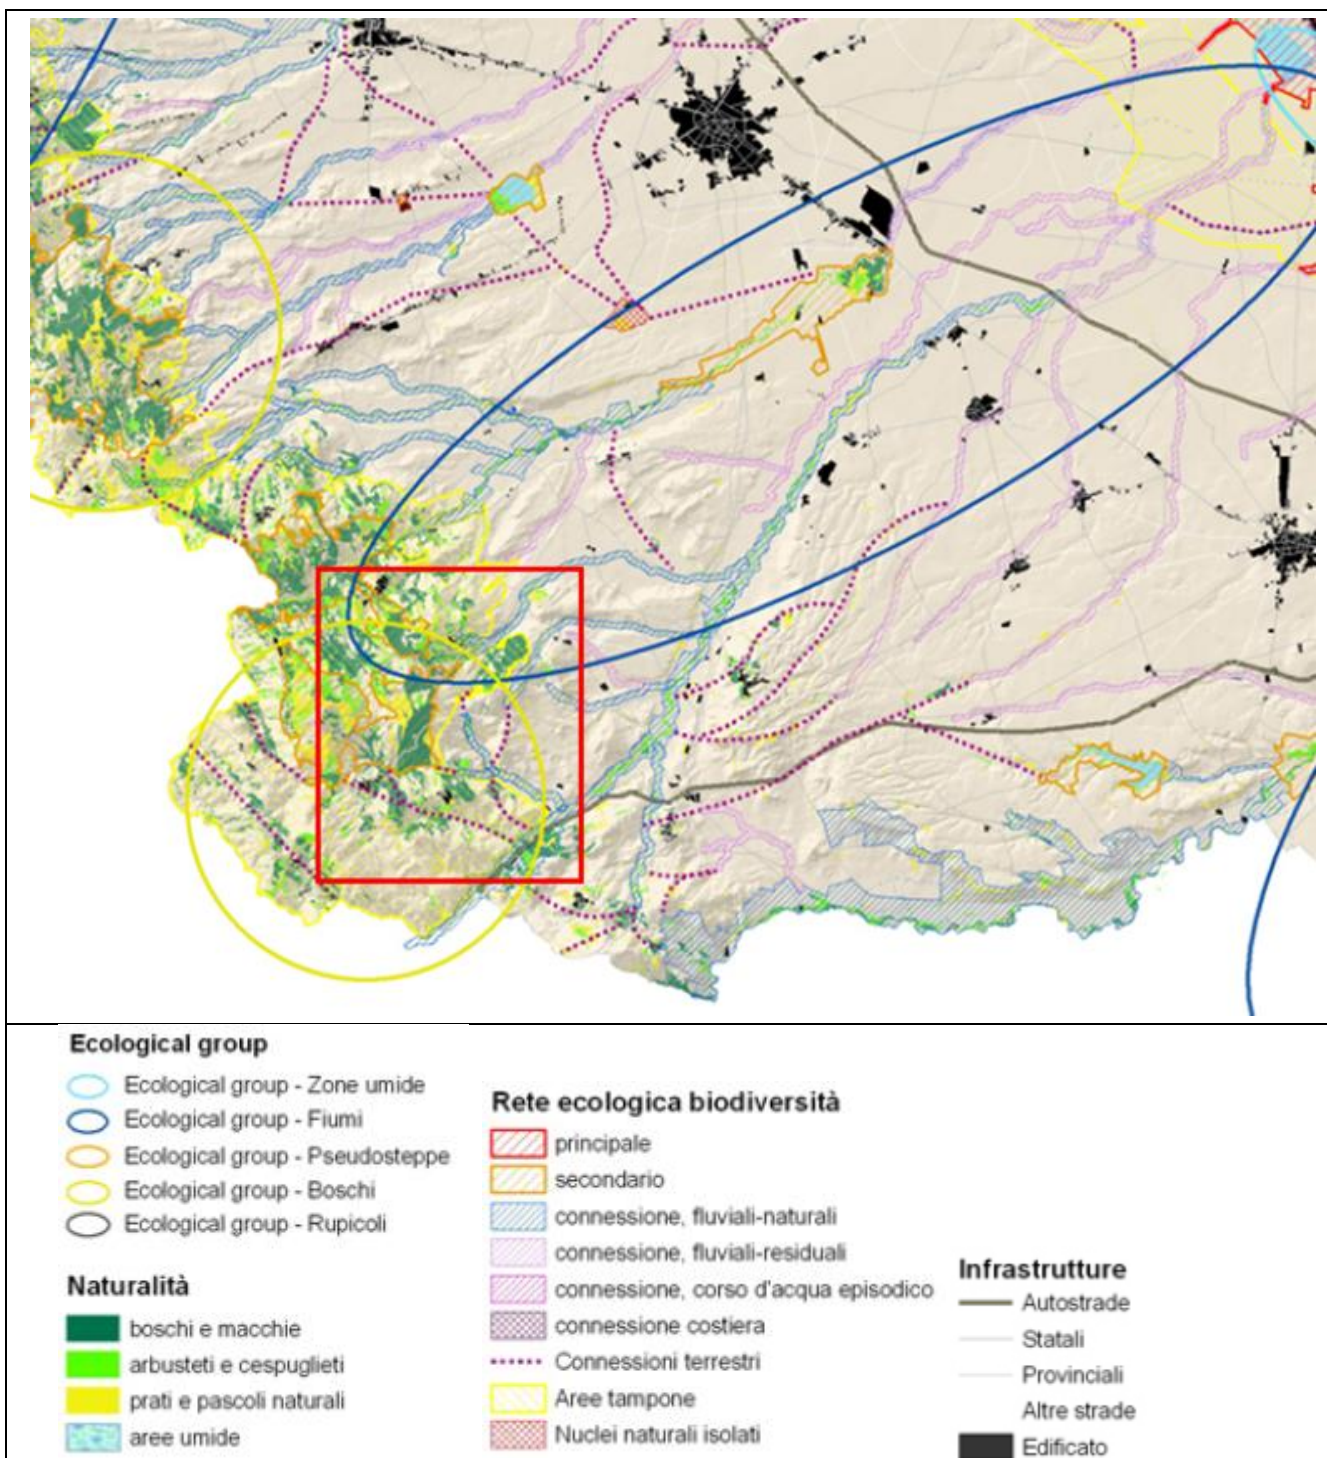 Ecological group
Ecological group - Zone umide
Ecological group - Fiumi
Ecological group - Pseudosteppe
Ecological group - Boschi
Ecological group - Rupicoli
Naturalità
boschi e macchie
arbusteti e cespuglieti
prati e pascoli naturali
aree umide
Rete ecologica biodiversità
principale
secondario
connessione, fluviali-naturali
connessione, fluviali-residuali
connessione, corso d'acqua episodico
connessione costiera
Connessioni terrestri
Aree tampone
Nuclei naturali isolati
Infrastrutture
Autostrade
Statali
Provinciali
Altre strade
Edificato